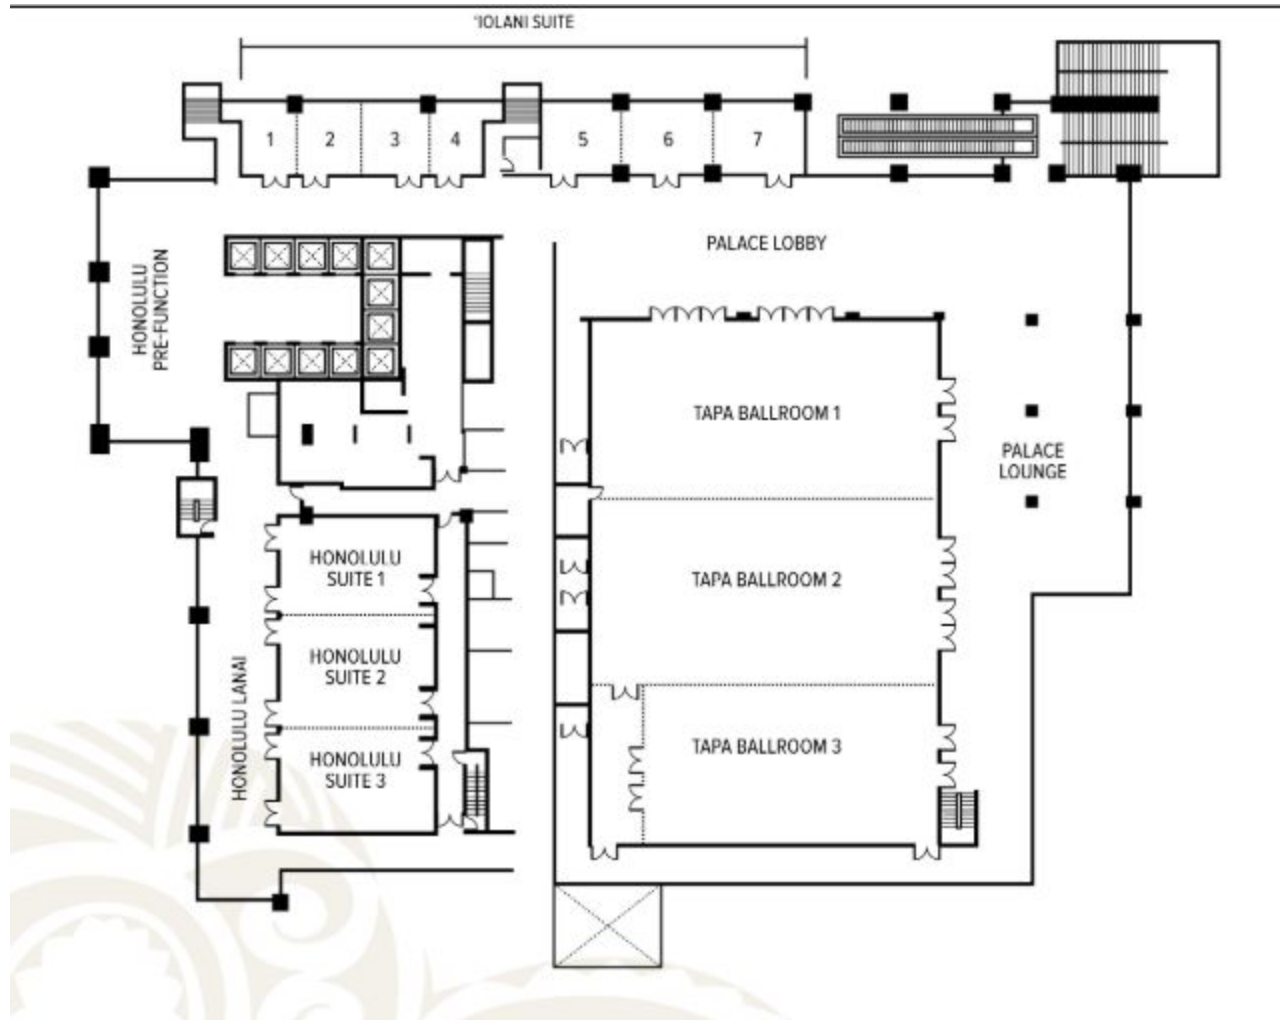 'IOLANI SUITE
1
2
3
4
5
6
7
PALACE LOBBY
HONOLULU
PRE-FUNCTION
TAPA BALLROOM 1
PALACE
LOUNGE
HONOLULU
SUITE 1
TAPA BALLROOM 2
HONOLULU
SUITE 2
HONOLULU LANAI
HONOLULU
SUITE 3
TAPA BALLROOM 3